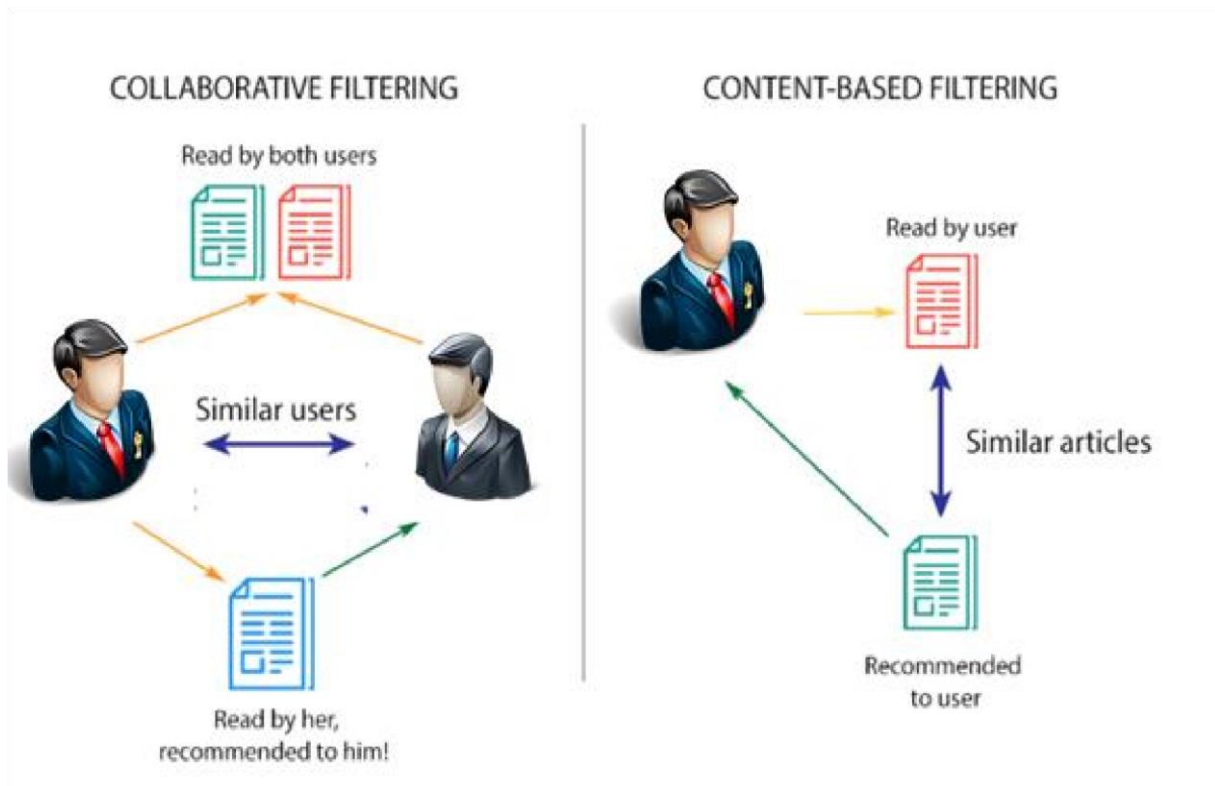 COLLABORATIVE FILTERING
Read by both users
Similar users
Read by her,
recommended to him!
CONTENT-BASED FILTERING
Read by user
Similar articles
Recommended
to user